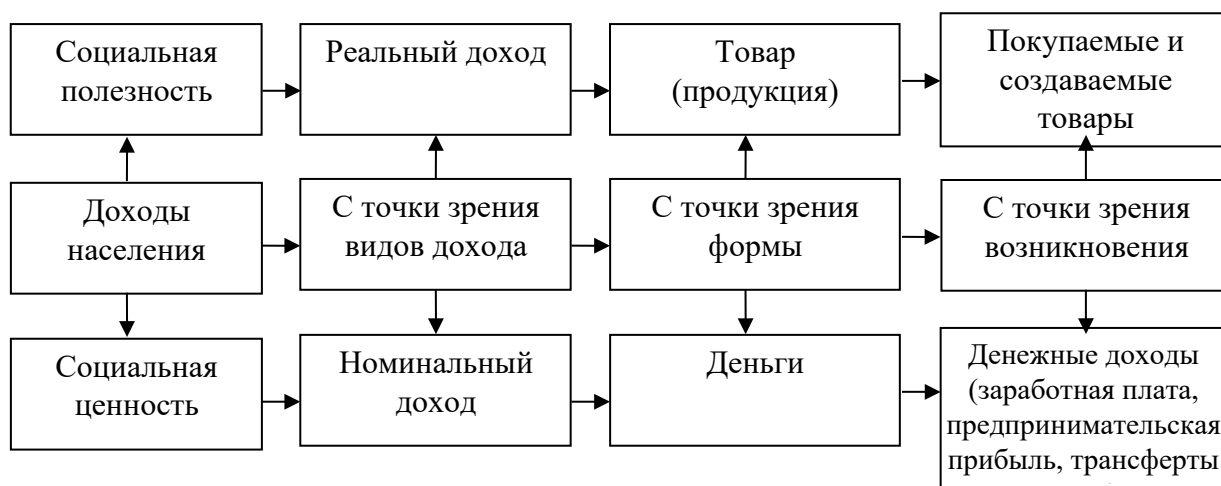 Социальная
полезность
Реальный доход
Товар
(продукция)
Покупаемые и
создаваемые
товары
Доходы
населения
С точки зрения
видов дохода
С точки зрения
формы
С точки зрения
возникновения
Социальная
ценность
Номинальный
доход
Деньги
Денежные доходы
(заработная плата,
предпринимательская
прибыль, трансферты